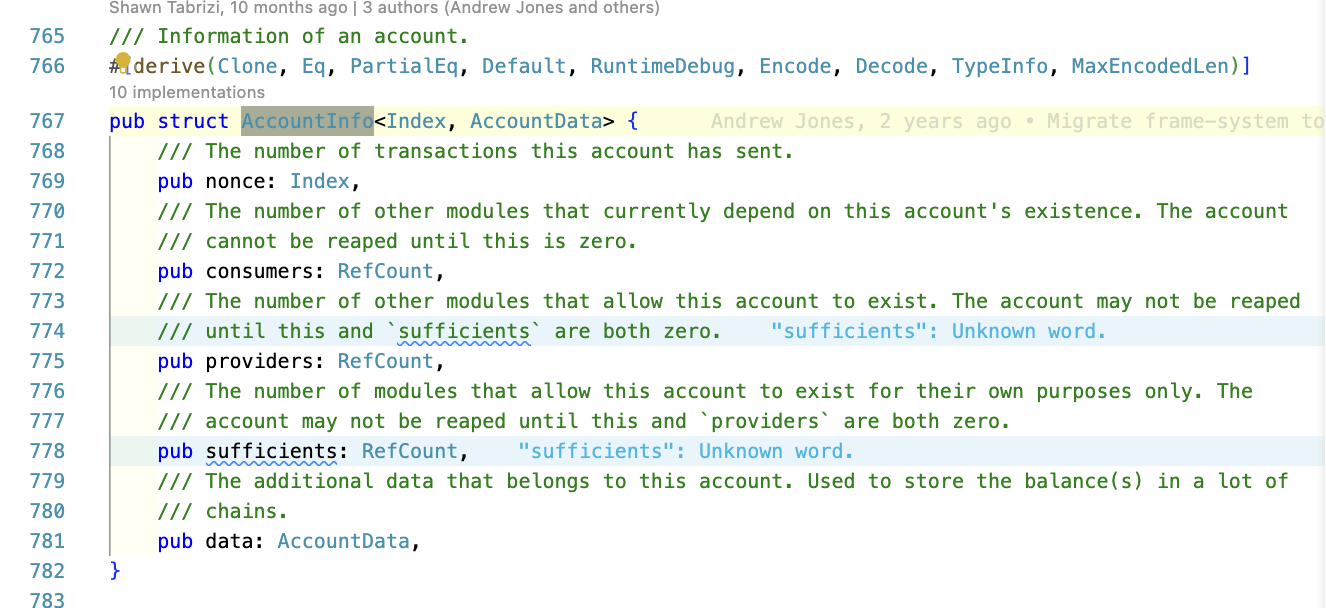 Shawn Tabrizi, 10 months ago | 3 authors (Andrew Jones and others)
765 /// Information of an account.
766 #[derive(Clone, Eq, PartialEq, Default, RuntimeDebug, Encode, Decode, TypeInfo, MaxEncodedLen)]
10 implementations
767 pub struct AccountInfo<Index, AccountData> { Andrew Jones, 2 years ago • Migrate frame-system to
768 /// The number of transactions this account has sent.
769 pub nonce: Index,
770 /// The number of other modules that currently depend on this account's existence. The account
771 /// cannot be reaped until this is zero.
772 pub consumers: RefCount,
773 /// The number of other modules that allow this account to exist. The account may not be reaped
774 /// until this and `sufficients` are both zero. "sufficients": Unknown word.
775 pub providers: RefCount,
776 /// The number of modules that allow this account to exist for their own purposes only. The
777 /// account may not be reaped until this and `providers` are both zero.
778 pub sufficients: RefCount, "sufficients": Unknown word.
779 /// The additional data that belongs to this account. Used to store the balance(s) in a lot of
780 /// chains.
781 pub data: AccountData,
782 }
783